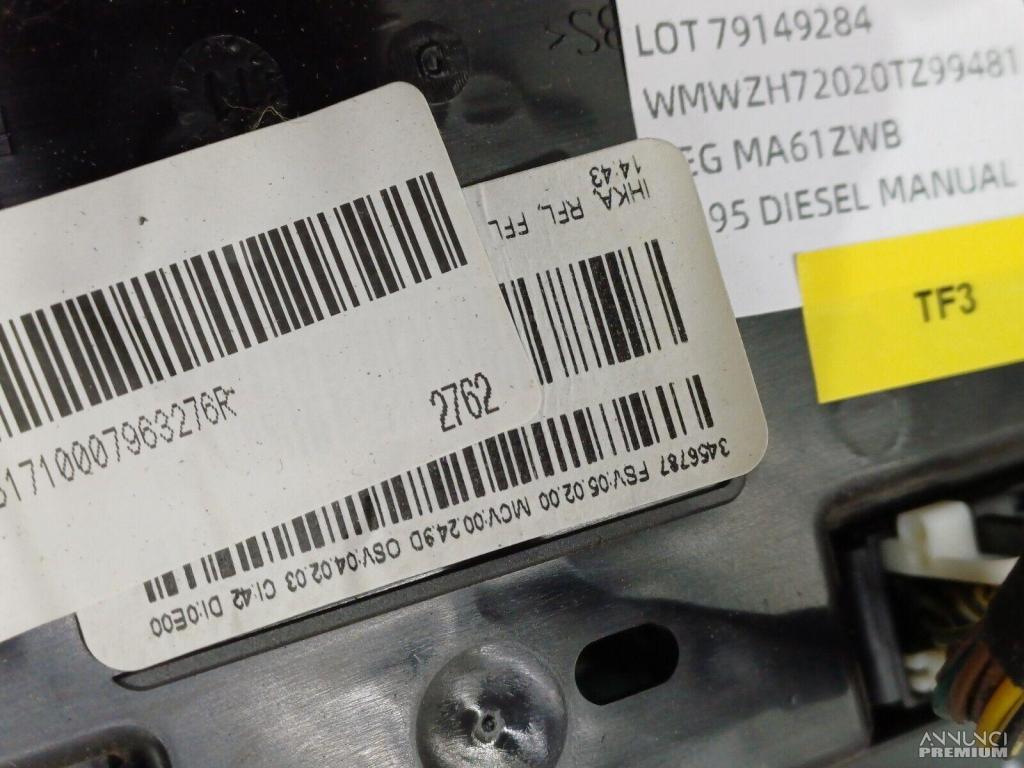 LOT 79149284
WMWZH72020TZ99481
EG MA61ZWB
95 DIESEL MANUAL
TF3
IHKA, RFL, FFL
14:43
61710007963276R*
2762
3456787 FSV:05.02.00 MCV:00.24.9D OSV:04.02.03 CI:42 DI:0E00
ANNUNCI
PREMIUM